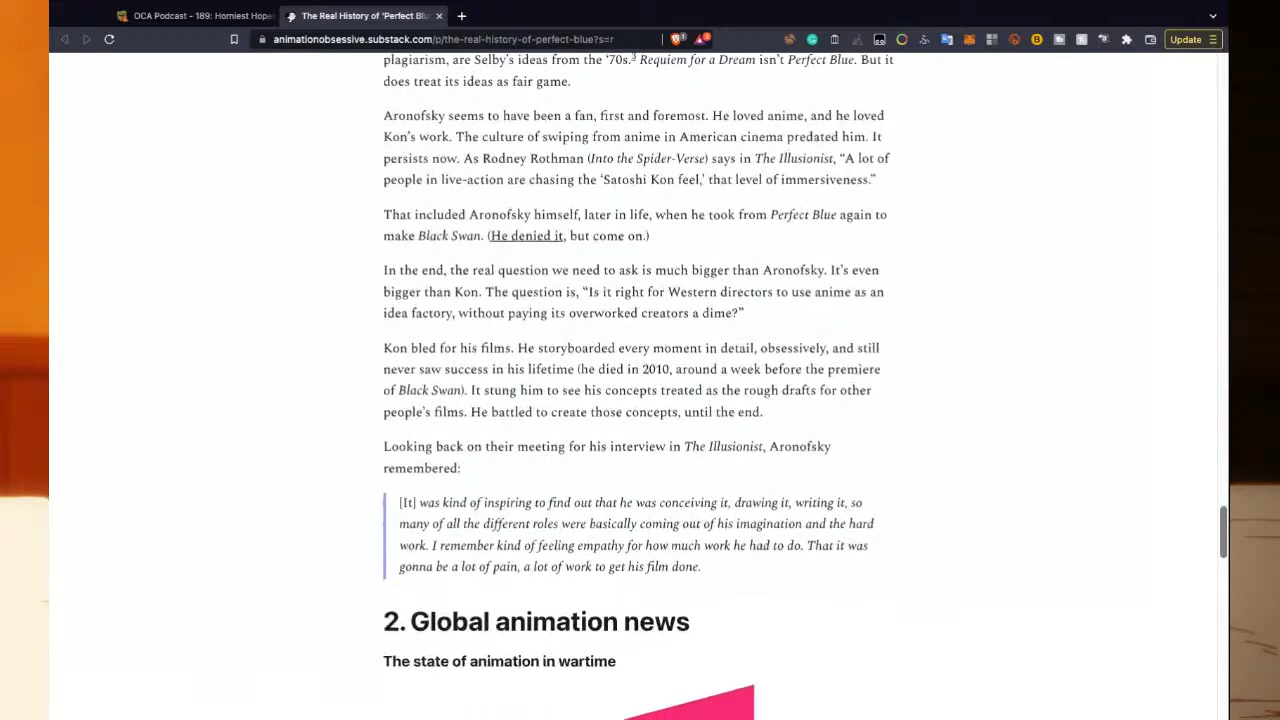 OCA Podcast - 189: Horniest Hope
The Real History of 'Perfect Blu
animationobsessive.substack.com/p/the-real-history-of-perfect-blue?s=r
Update
plagiarism, are Selby's ideas from the '70s.3 Requiem for a Dream isn't Perfect Blue. But it
does treat its ideas as fair game.
Aronofsky seems to have been a fan, first and foremost. He loved anime, and he loved
Kon's work. The culture of swiping from anime in American cinema predated him. It
persists now. As Rodney Rothman (Into the Spider-Verse) says in The Illusionist, "A lot of
people in live-action are chasing the 'Satoshi Kon feel,' that level of immersiveness."
That included Aronofsky himself, later in life, when he took from Perfect Blue again to
make Black Swan. (He denied it, but come on.)
In the end, the real question we need to ask is much bigger than Aronofsky. It's even
bigger than Kon. The question is, "Is it right for Western directors to use anime as an
idea factory, without paying its overworked creators a dime?"
Kon bled for his films. He storyboarded every moment in detail, obsessively, and still
never saw success in his lifetime (he died in 2010, around a week before the premiere
of Black Swan). It stung him to see his concepts treated as the rough drafts for other
people's films. He battled to create those concepts, until the end.
Looking back on their meeting for his interview in The Illusionist, Aronofsky
remembered:
[It] was kind of inspiring to find out that he was conceiving it, drawing it, writing it, so
many of all the different roles were basically coming out of his imagination and the hard
work. I remember kind of feeling empathy for how much work he had to do. That it was
gonna be a lot of pain, a lot of work to get his film done.
2. Global animation news
The state of animation in wartime